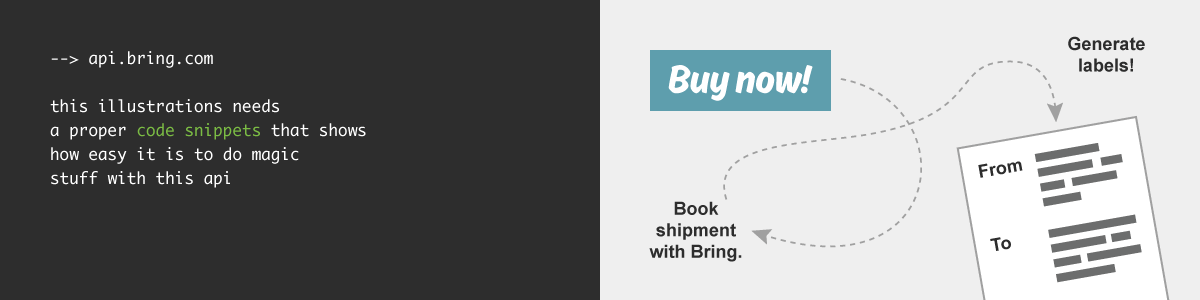 --> api.bring.com
this illustrations needs
a proper code snippets that shows
how easy it is to do magic
stuff with this api
Buy now!
Book
shipment
with Bring.
Generate
labels!
From
To